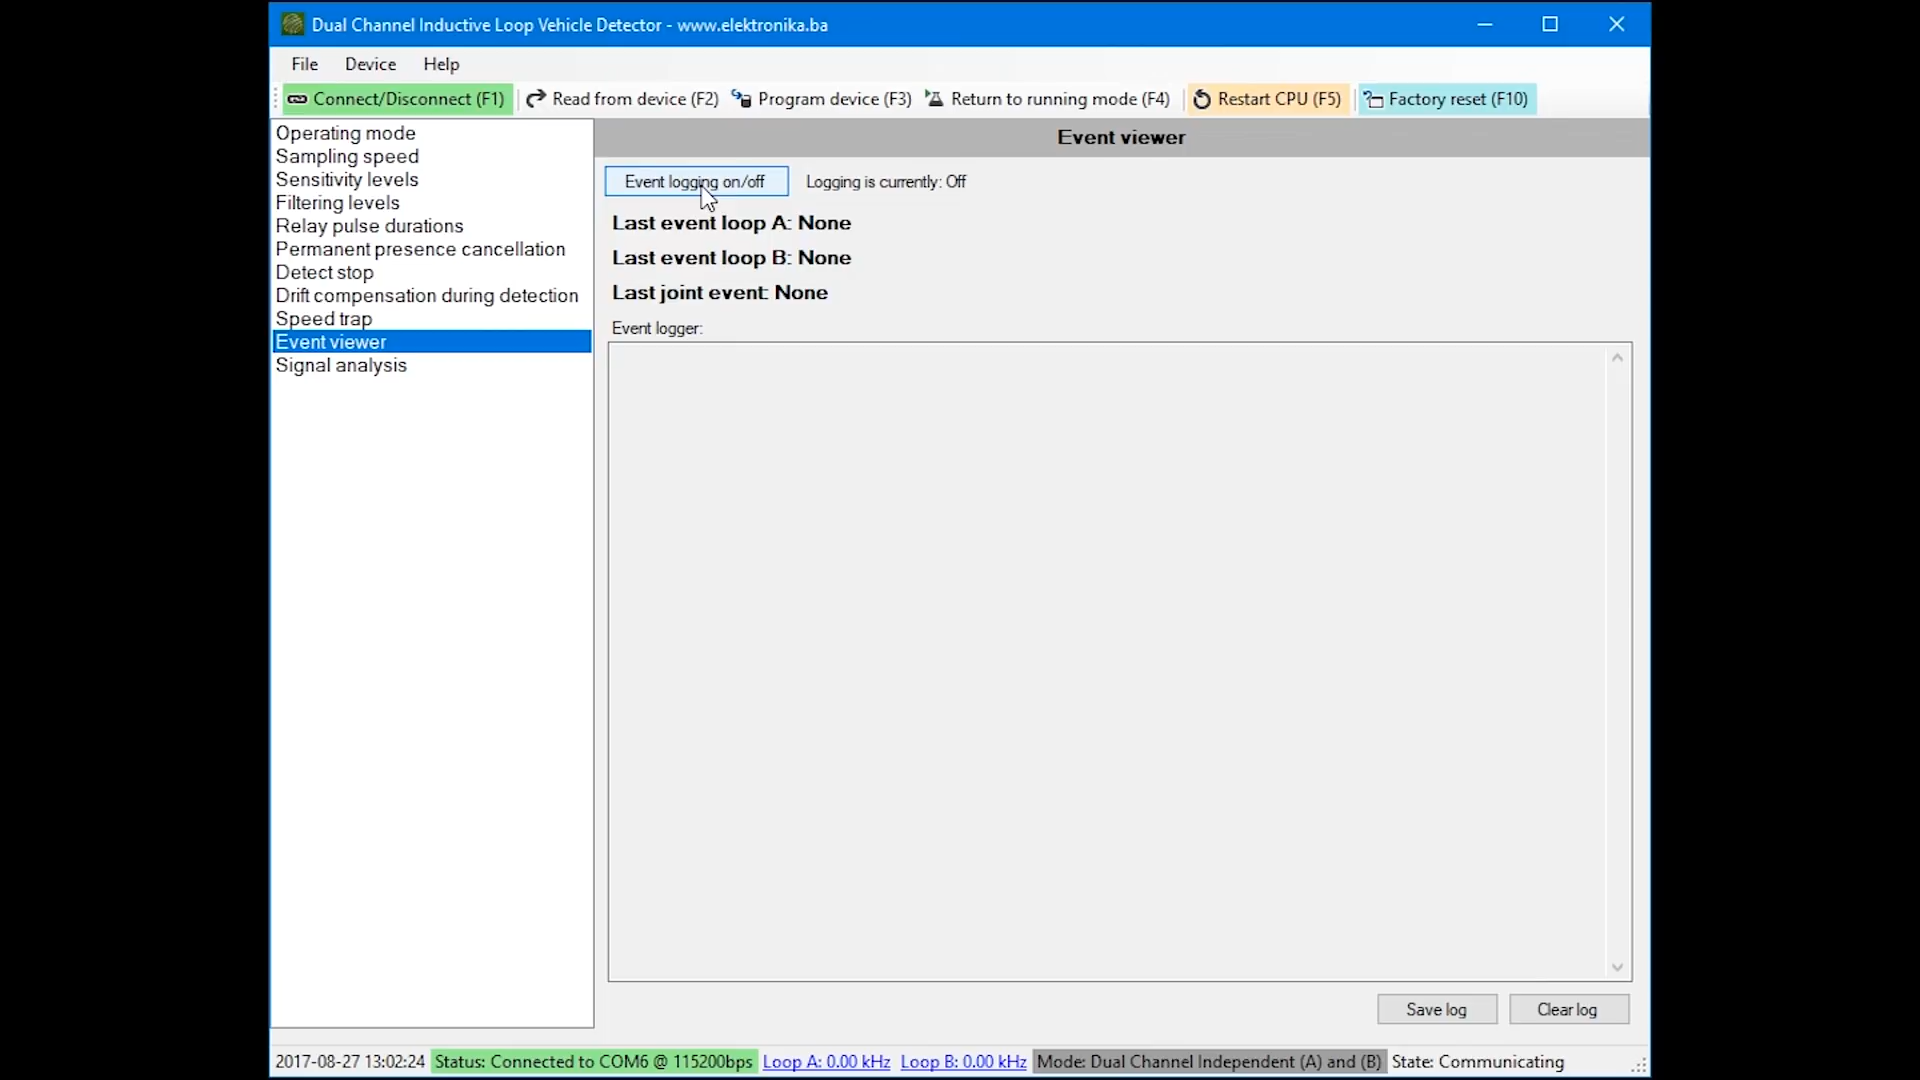 Dual Channel Inductive Loop Vehicle Detector - www.elektronika.ba
File Device Help
Connect/Disconnect (F1) Read from device (F2) Program device (F3) Return to running mode (F4) Restart CPU (F5) Factory reset (F10)
Operating mode
Sampling speed
Sensitivity levels
Filtering levels
Relay pulse durations
Permanent presence cancellation
Detect stop
Drift compensation during detection
Speed trap
Event viewer
Signal analysis
Event viewer
Event logging on/off Logging is currently: Off
Last event loop A: None
Last event loop B: None
Last joint event: None
Event logger:
Save log Clear log
2017-08-27 13:02:24 Status: Connected to COM6 @ 115200bps Loop A: 0.00 kHz Loop B: 0.00 kHz Mode: Dual Channel Independent (A) and (B) State: Communicating